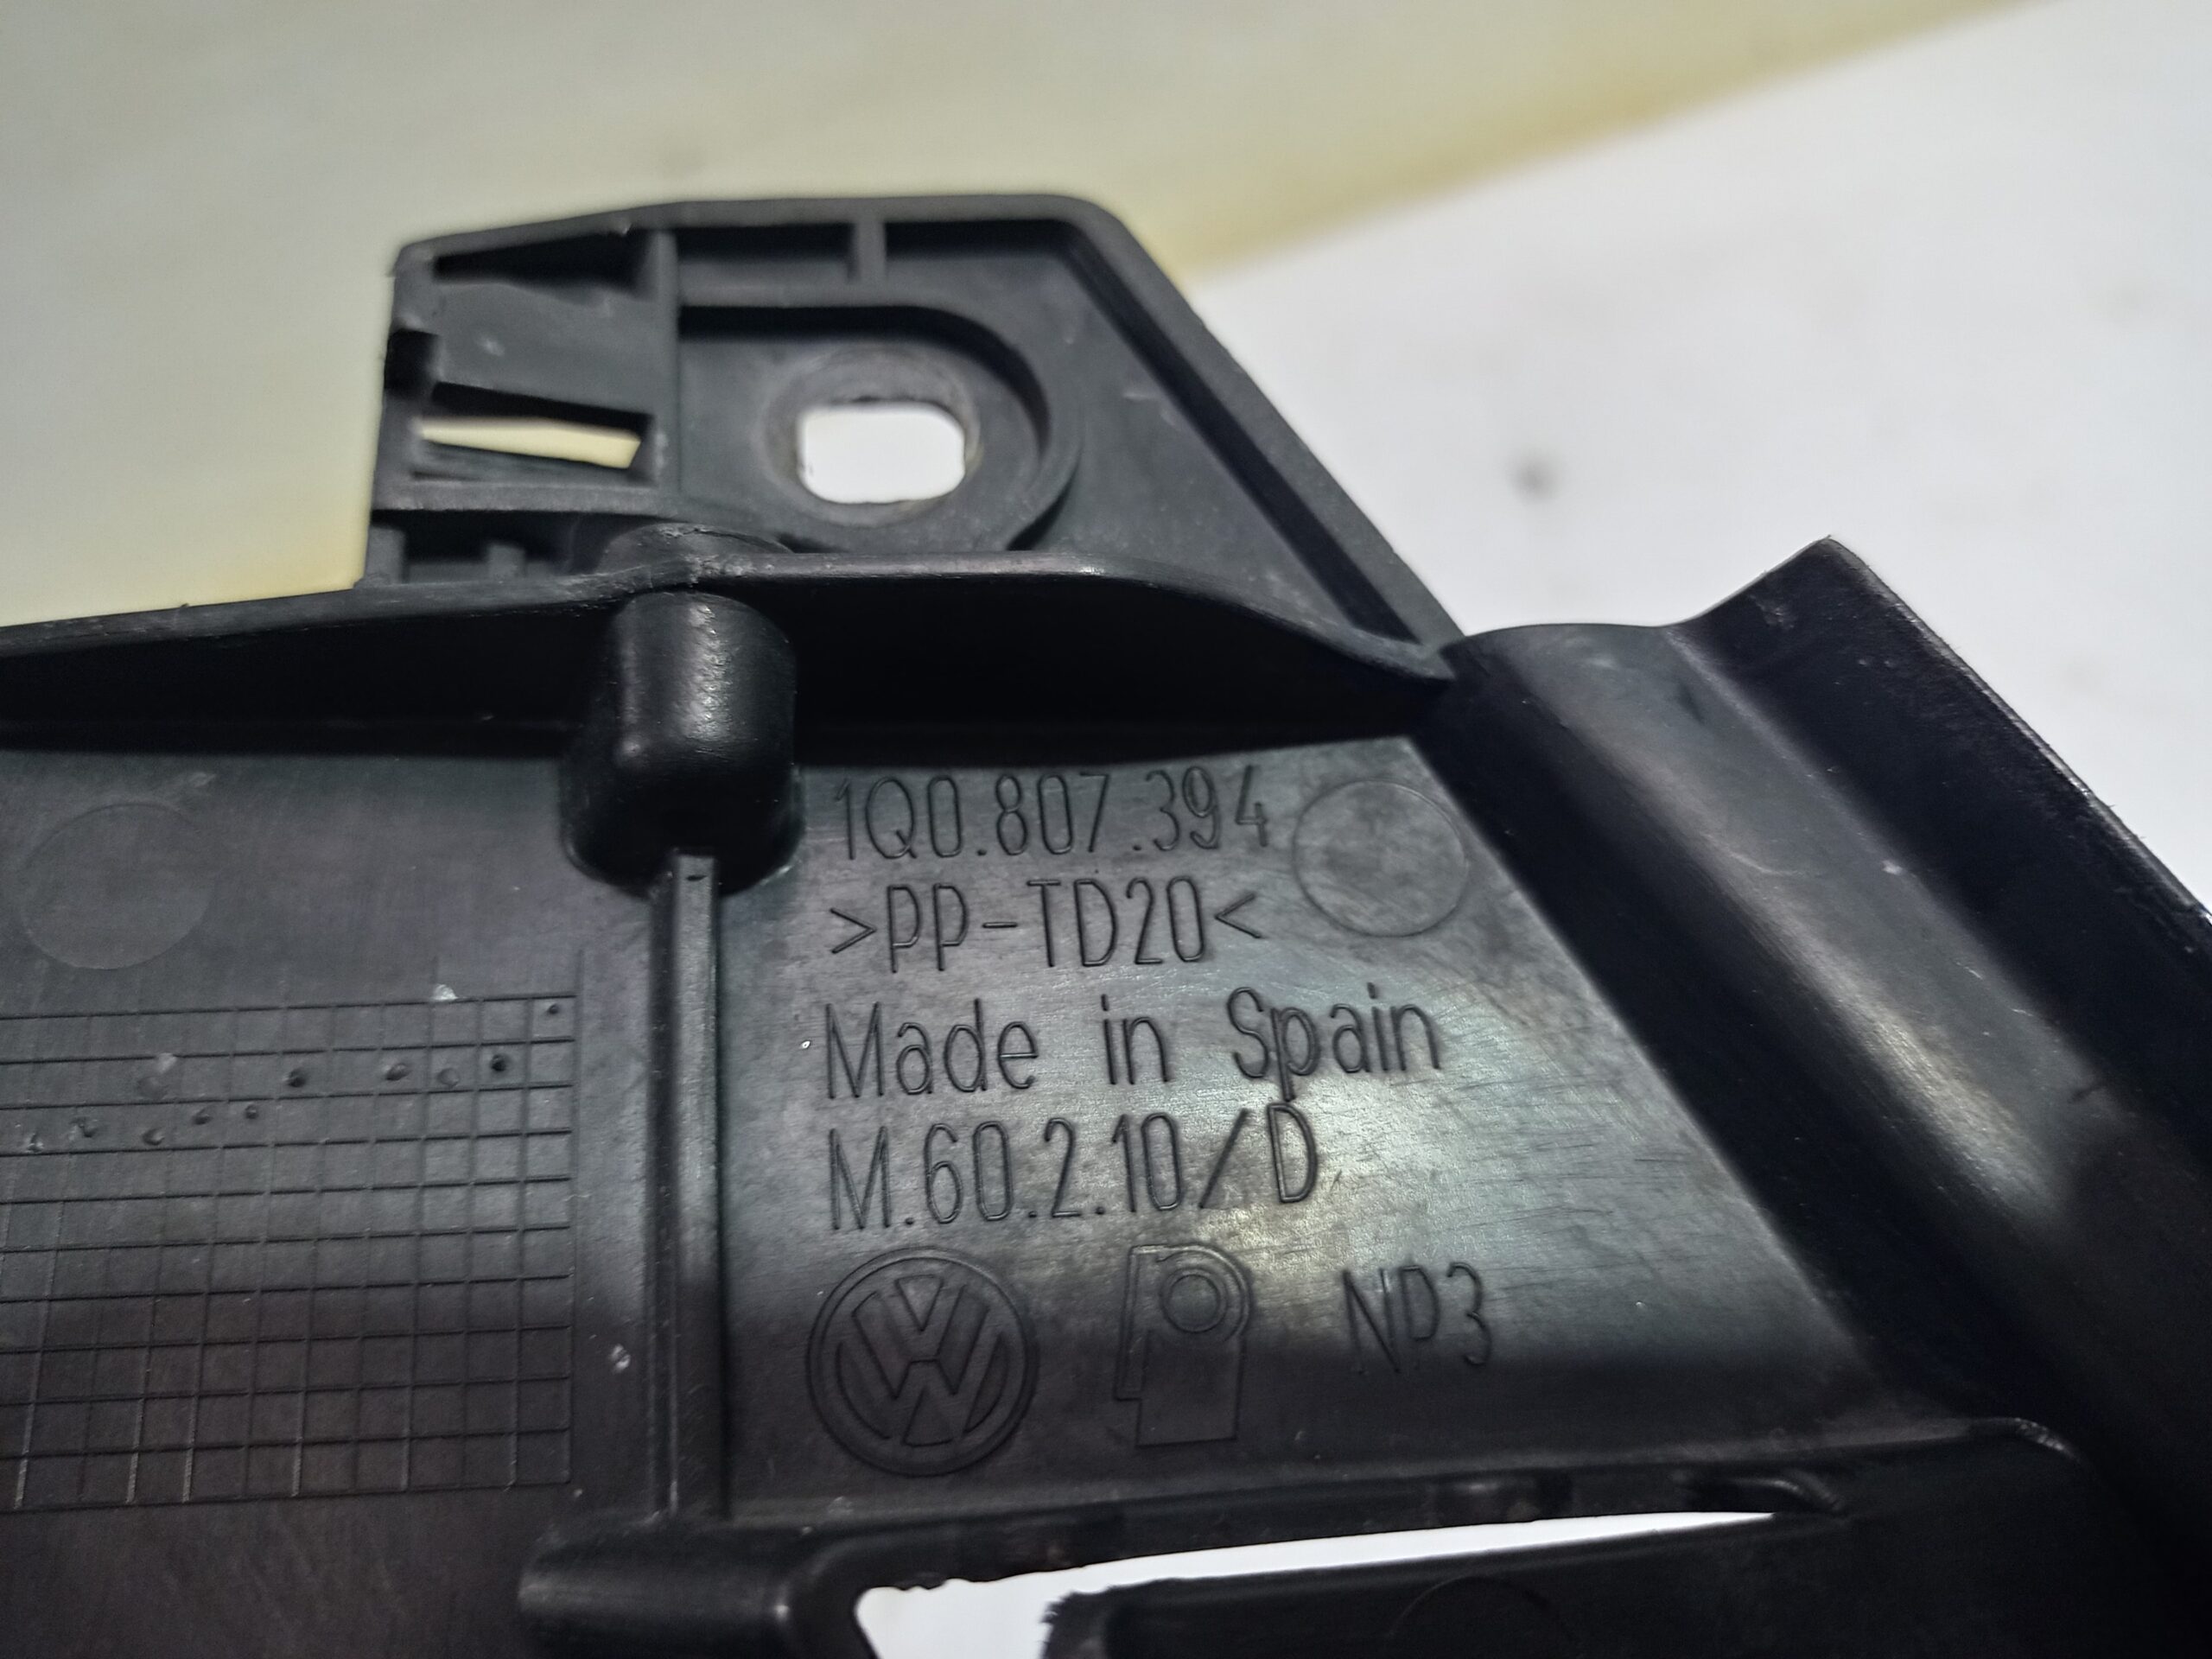 1Q0.807.394
>PP-TD20<
Made in Spain
M.60.2.10/D
NP3